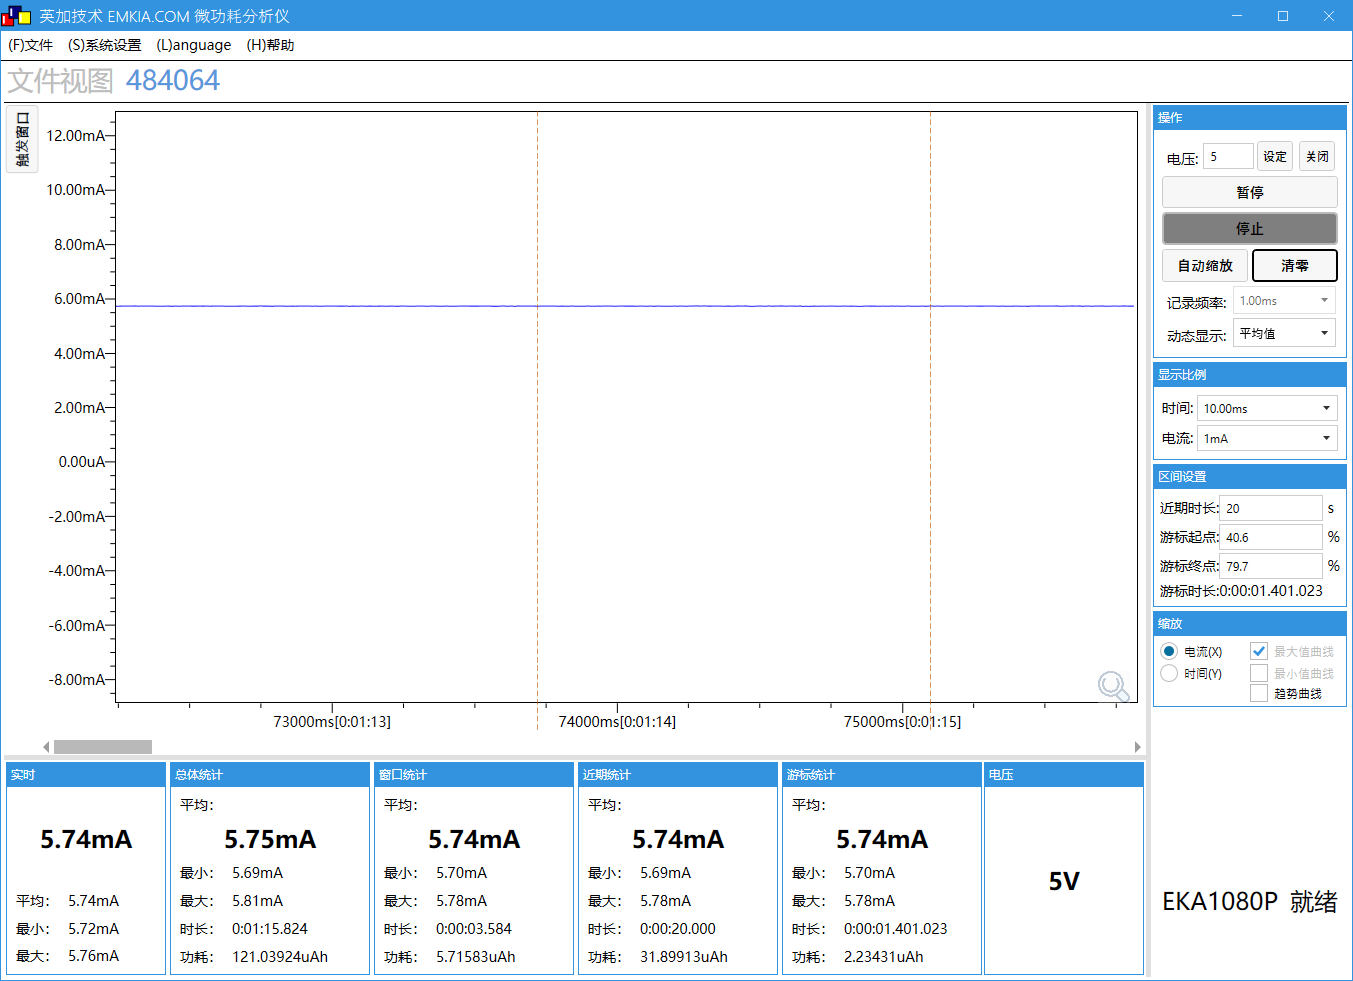 英加技术 EMKIA.COM 微功耗分析仪
(F)文件 (S)系统设置 (L)anguage (H)帮助
文件视图 484064
触发窗口
12.00mA
10.00mA
8.00mA
6.00mA
4.00mA
2.00mA
0.00uA
-2.00mA
-4.00mA
-6.00mA
-8.00mA
73000ms[0:01:13] 74000ms[0:01:14] 75000ms[0:01:15]
操作
电压: 5 设定 关闭
暂停
停止
自动缩放 清零
记录频率: 1.00ms
动态显示: 平均值
显示比例
时间: 10.00ms
电流: 1mA
区间设置
近期时长: 20 s
游标起点: 40.6 %
游标终点: 79.7 %
游标时长:0:00:01.401.023
缩放
电流(X) 最大值曲线
时间(Y) 最小值曲线
趋势曲线
实时
5.74mA
平均: 5.74mA
最小: 5.72mA
最大: 5.76mA
总体统计
平均:
5.75mA
最小: 5.69mA
最大: 5.81mA
时长: 0:01:15.824
功耗: 121.03924uAh
窗口统计
平均:
5.74mA
最小: 5.70mA
最大: 5.78mA
时长: 0:00:03.584
功耗: 5.71583uAh
近期统计
平均:
5.74mA
最小: 5.69mA
最大: 5.78mA
时长: 0:00:20.000
功耗: 31.89913uAh
游标统计
平均:
5.74mA
最小: 5.70mA
最大: 5.78mA
时长: 0:00:01.401.023
功耗: 2.23431uAh
电压
5V
EKA1080P 就绪